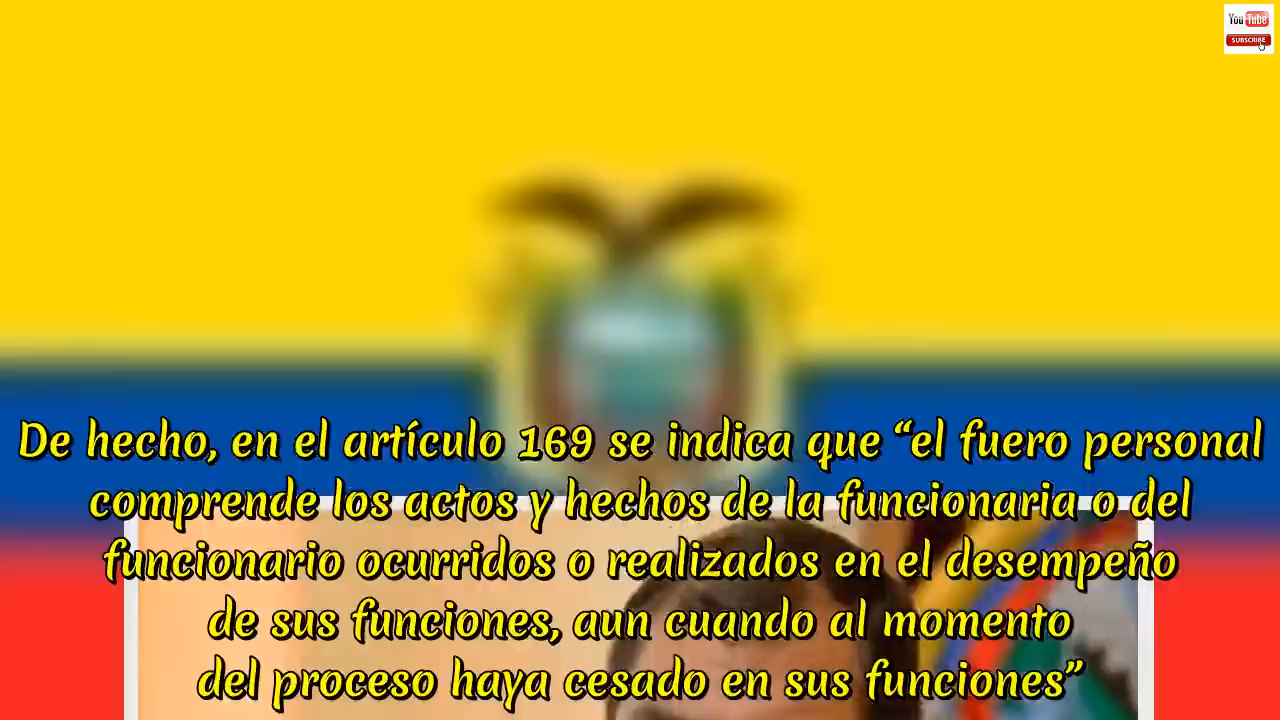 You Tube
SUBSCRIBE
De hecho, en el artículo 169 se indica que “el fuero personal
comprende los actos y hechos de la funcionaria o del
funcionario ocurridos o realizados en el desempeño
de sus funciones, aun cuando al momento
del proceso haya cesado en sus funciones”